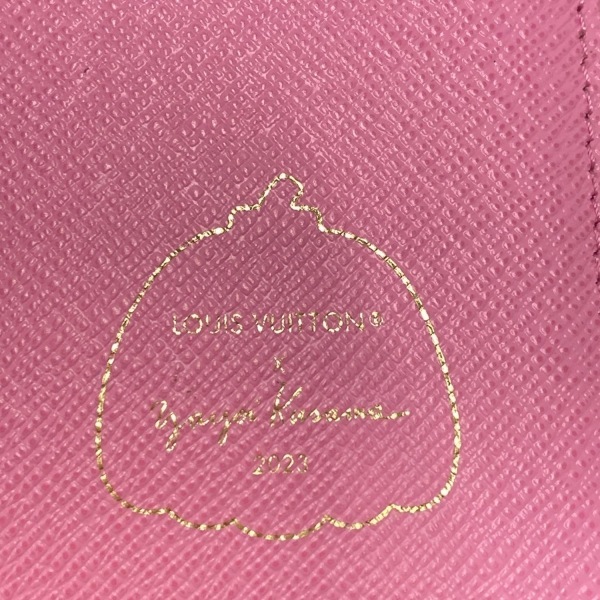 LOUIS VUITTON®
x
Yayoi Kusama
2023